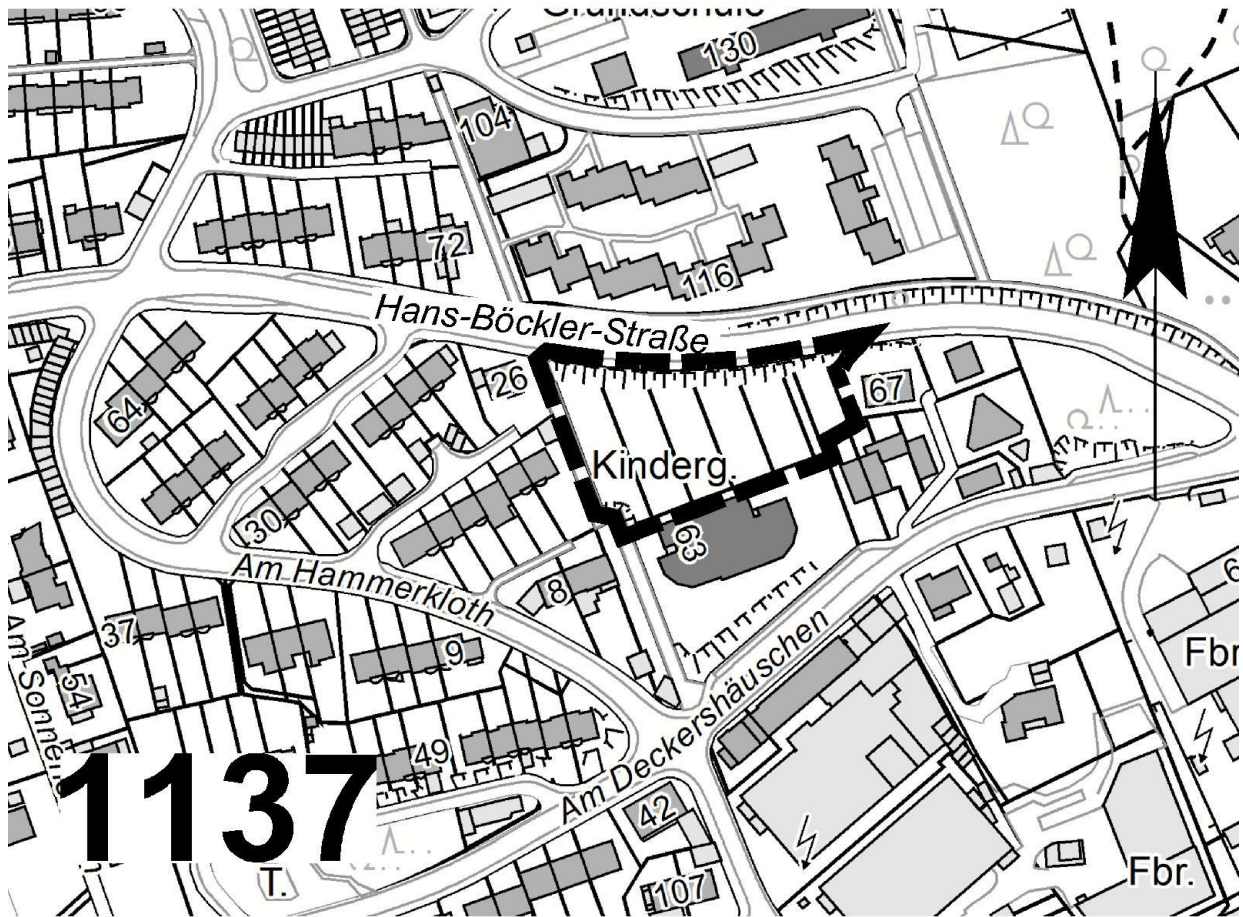 Grundschule
130
104
72
116
Hans-Böckler-Straße
26
67
64
Kinderg.
30
63
Am Hammerkloth
8
37
9
Am Deckershäuschen
54
Fbr
49
1137
42
T.
107
Fbr.